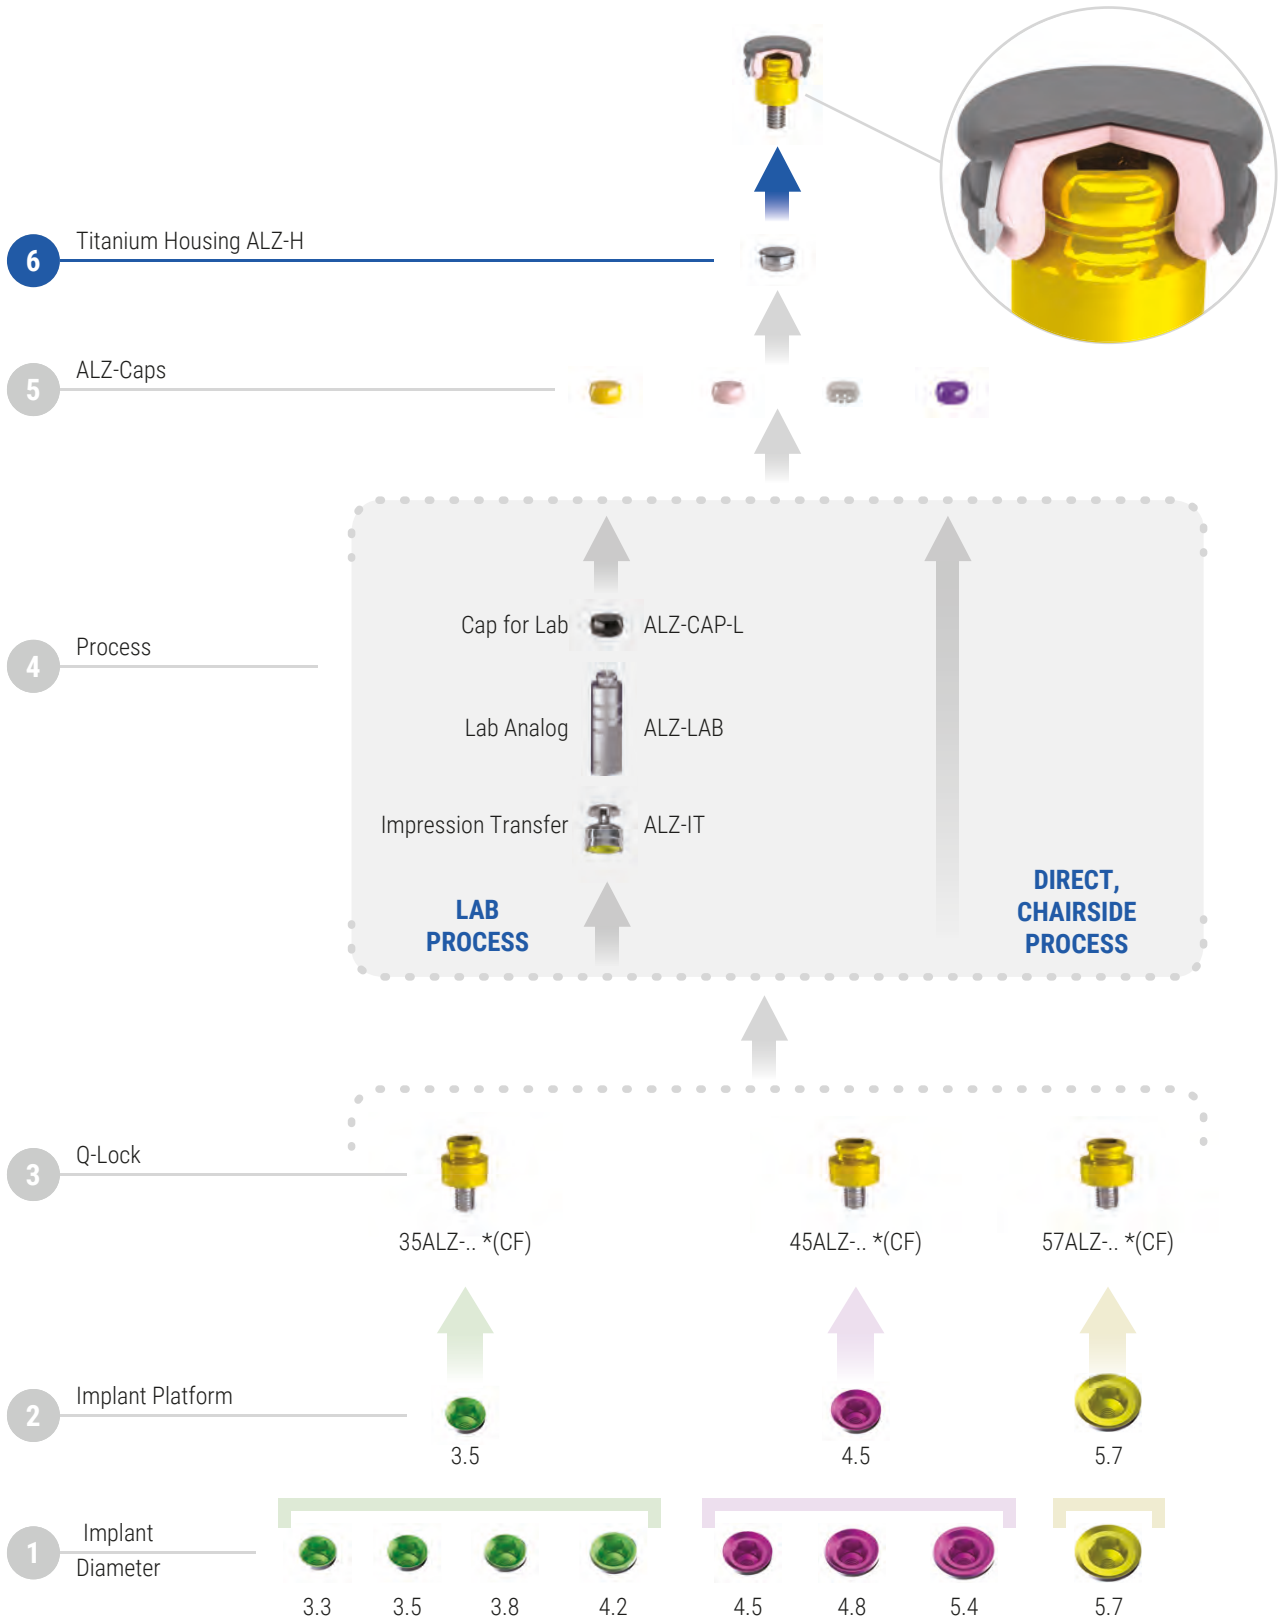 6
Titanium Housing ALZ-H
5
ALZ-Caps
4
Process
Cap for Lab ALZ-CAP-L
Lab Analog ALZ-LAB
Impression Transfer ALZ-IT
LAB
PROCESS
DIRECT,
CHAIRSIDE
PROCESS
3
Q-Lock
35ALZ-.. *(CF) 45ALZ-.. *(CF) 57ALZ-.. *(CF)
2
Implant Platform
3.5 4.5 5.7
1
Implant
Diameter
3.3 3.5 3.8 4.2 4.5 4.8 5.4 5.7